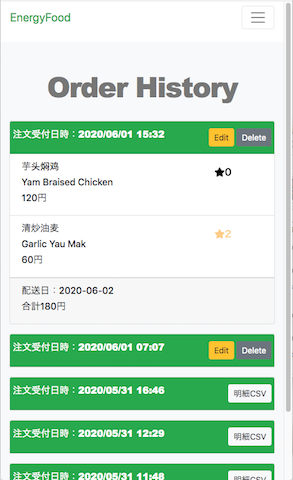 EnergyFood
Order History
注文受付日時：2020/06/01 15:32 Edit Delete
芋头焖鸡 ★0
Yam Braised Chicken
120円
清炒油麦 ★2
Garlic Yau Mak
60円
配送日：2020-06-02
合計180円
注文受付日時：2020/06/01 07:07 Edit Delete
注文受付日時：2020/05/31 16:46 明細CSV
注文受付日時：2020/05/31 12:29 明細CSV
注文受付日時：2020/05/31 11:48 明細CSV